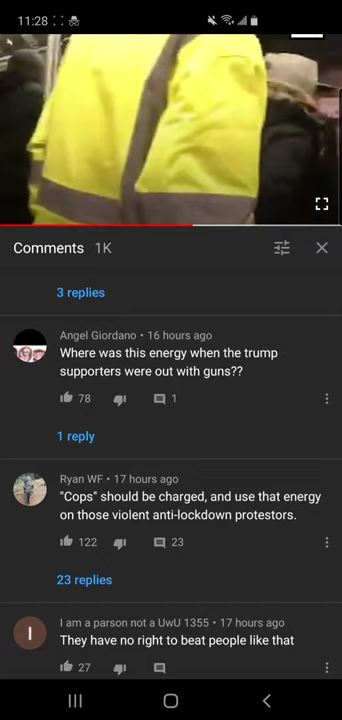 11:28
Comments 1K
3 replies
Angel Giordano • 16 hours ago
Where was this energy when the trump
supporters were out with guns??
78 1
1 reply
Ryan WF • 17 hours ago
"Cops" should be charged, and use that energy
on those violent anti-lockdown protestors.
122 23
23 replies
I
I am a parson not a UwU 1355 • 17 hours ago
They have no right to beat people like that
27